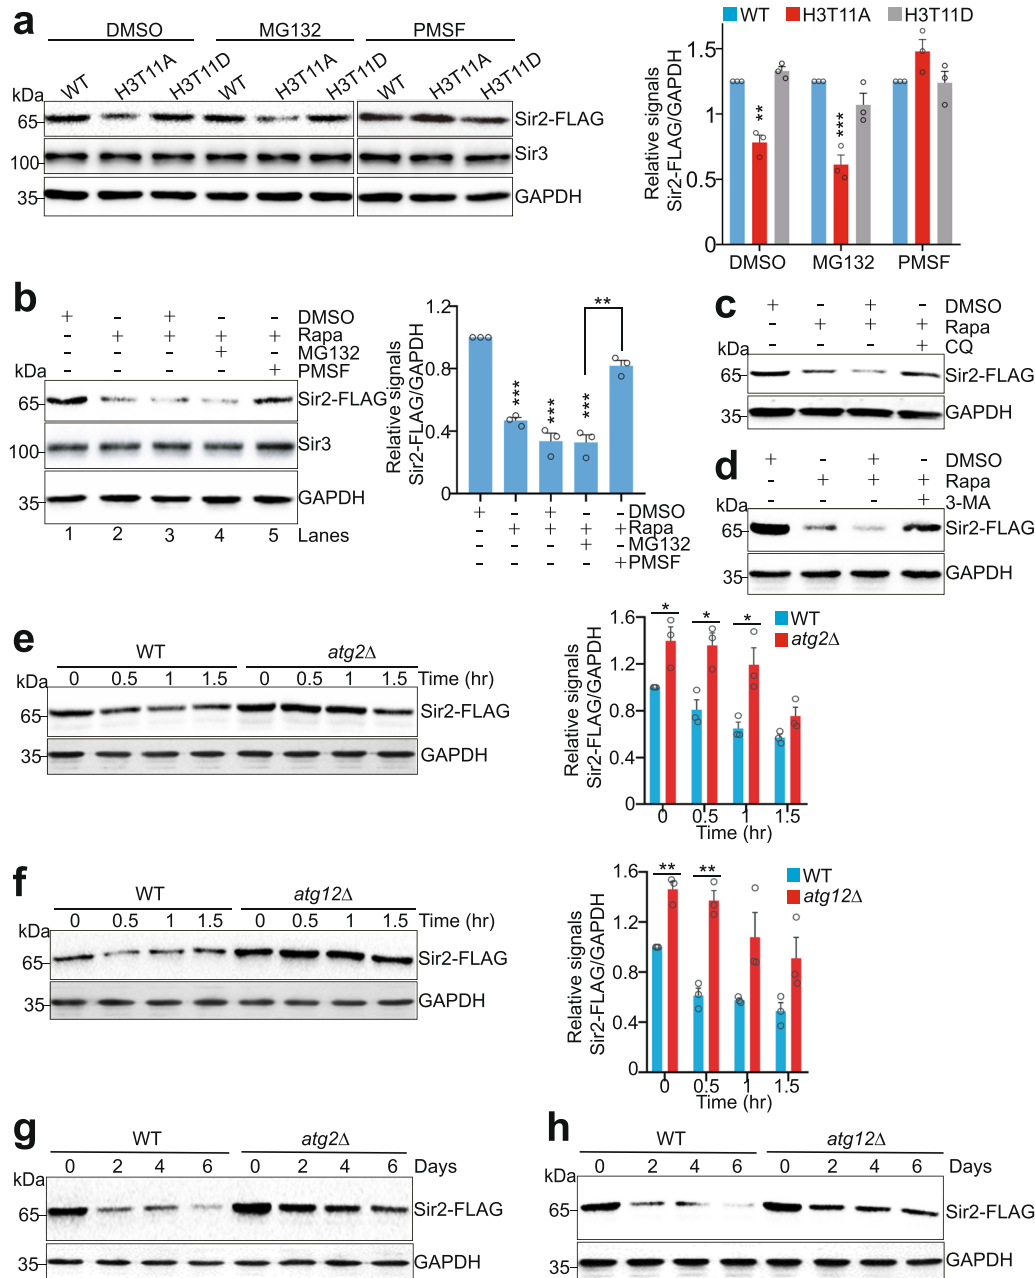 a
DMSO MG132 PMSF
WT H3T11A H3T11D WT H3T11A H3T11D WT H3T11A H3T11D
kDa
65 Sir2-FLAG
100 Sir3
35 GAPDH
WT H3T11A H3T11D
Relative signals
Sir2-FLAG/GAPDH
1.5
1
0.5
0
** ***
DMSO MG132 PMSF
b
+ - + - - DMSO
- + + + + Rapa
- - - + - MG132
- - - - + PMSF
kDa
65 Sir2-FLAG
100 Sir3
35 GAPDH
1 2 3 4 5 Lanes
Relative signals
Sir2-FLAG/GAPDH
1.2
0.8
0.4
0
*** *** *** **
+ - + - - DMSO
- + + + + Rapa
- - - + - MG132
- - - - + PMSF
c
+ - + - DMSO
- + + + Rapa
- - - + CQ
kDa
65 Sir2-FLAG
35 GAPDH
d
+ - + - DMSO
- + + + Rapa
- - - + 3-MA
kDa
65 Sir2-FLAG
35 GAPDH
e
WT atg2Δ
0 0.5 1 1.5 0 0.5 1 1.5 Time (hr)
kDa
65 Sir2-FLAG
35 GAPDH
Relative signals
Sir2-FLAG/GAPDH
1.6
1.2
0.8
0.4
0
* * *
WT
atg2Δ
0 0.5 1 1.5
Time (hr)
f
WT atg12Δ
0 0.5 1 1.5 0 0.5 1 1.5 Time (hr)
kDa
65 Sir2-FLAG
35 GAPDH
Relative signals
Sir2-FLAG/GAPDH
1.6
1.2
0.8
0.4
0
** **
WT
atg12Δ
0 0.5 1 1.5
Time (hr)
g
WT atg2Δ
0 2 4 6 0 2 4 6 Days
kDa
65 Sir2-FLAG
35 GAPDH
h
WT atg12Δ
0 2 4 6 0 2 4 6 Days
kDa
65 Sir2-FLAG
35 GAPDH